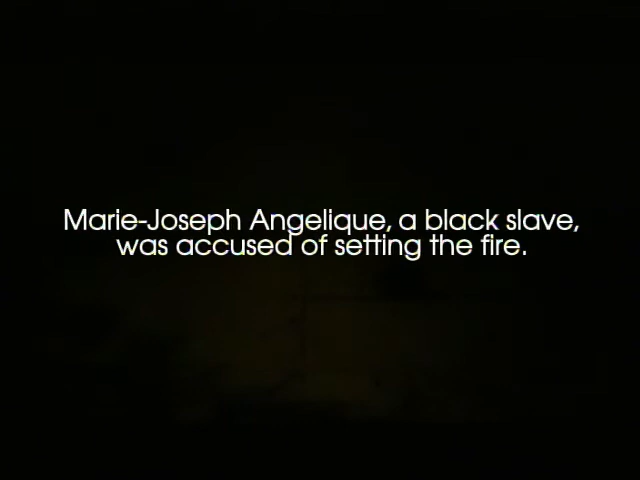 Marie-Joseph Angelique, a black slave,
was accused of setting the fire.